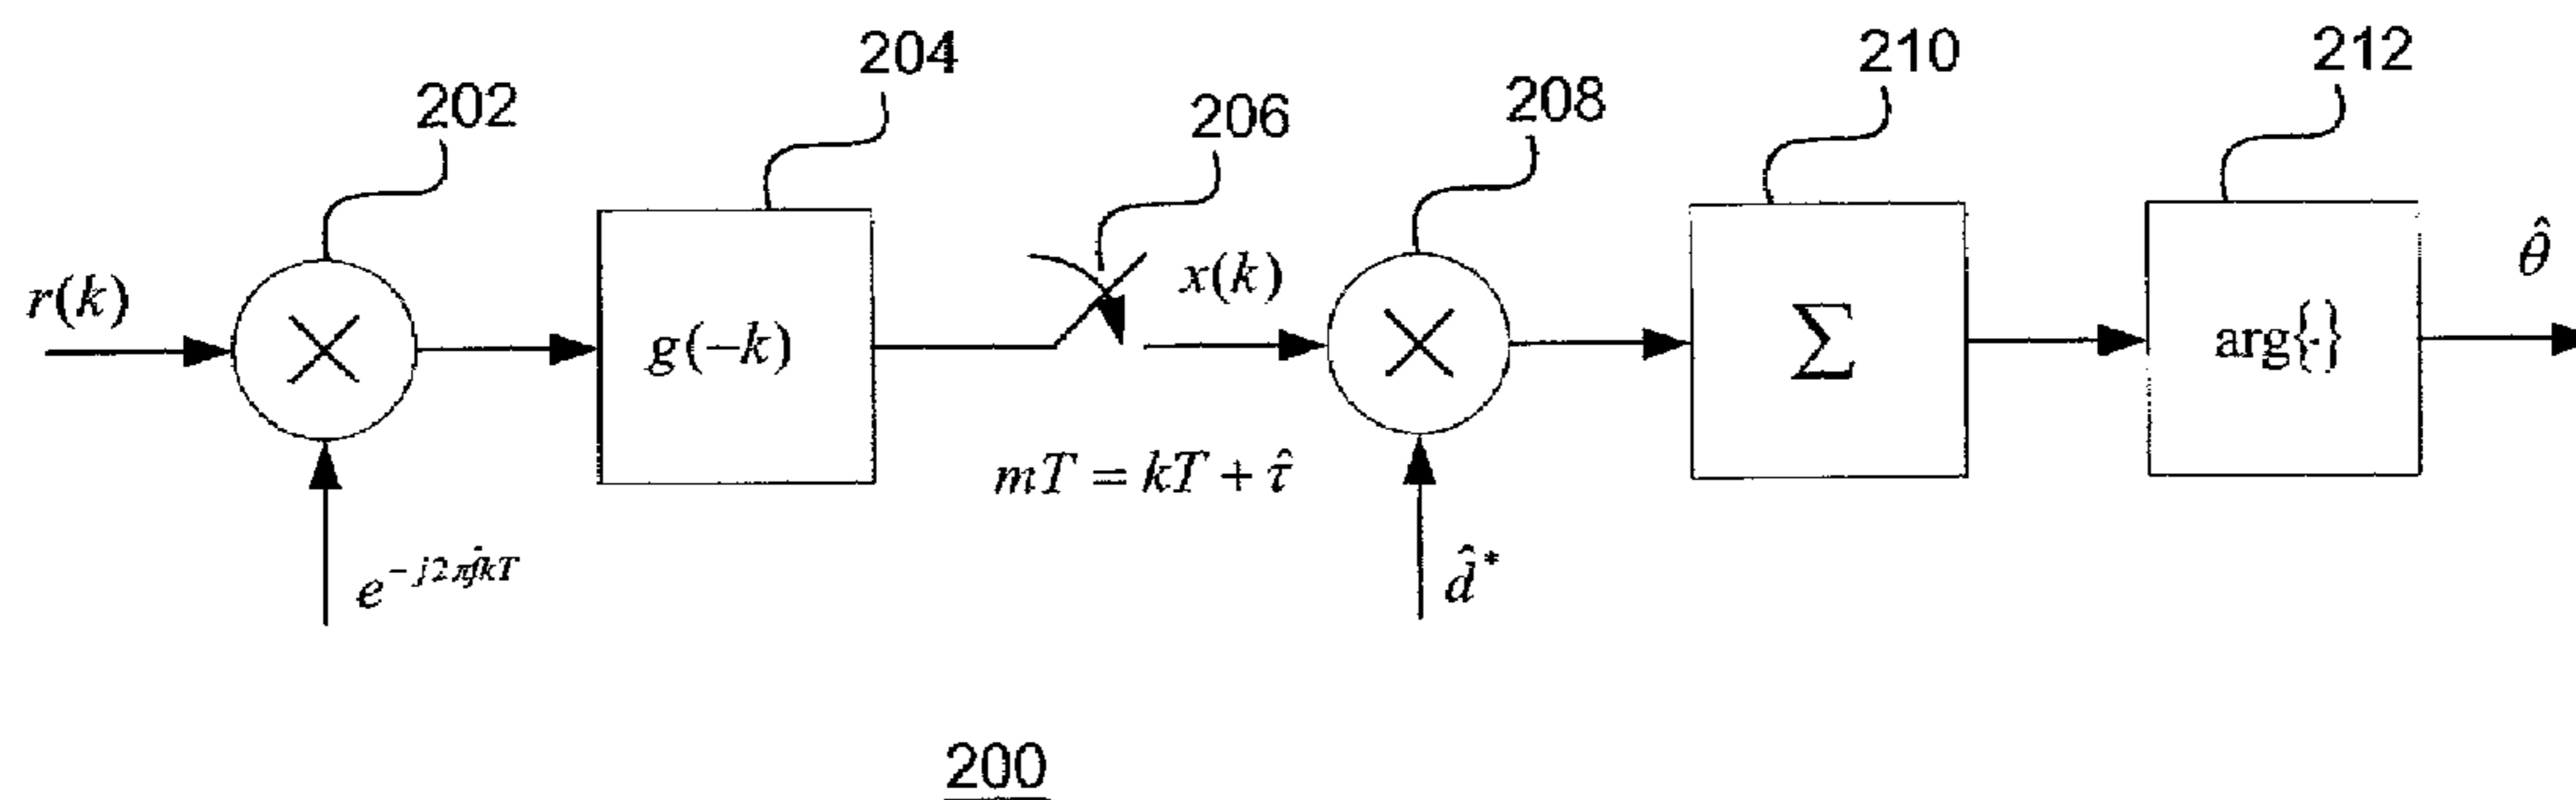 202
204
206
208
210
212
r(k)
×
g(−k)
x(k)
×
Σ
arg{·}
θ̂
mT = kT + τ̂
e^{−j2πf̂kT}
d̂*
200